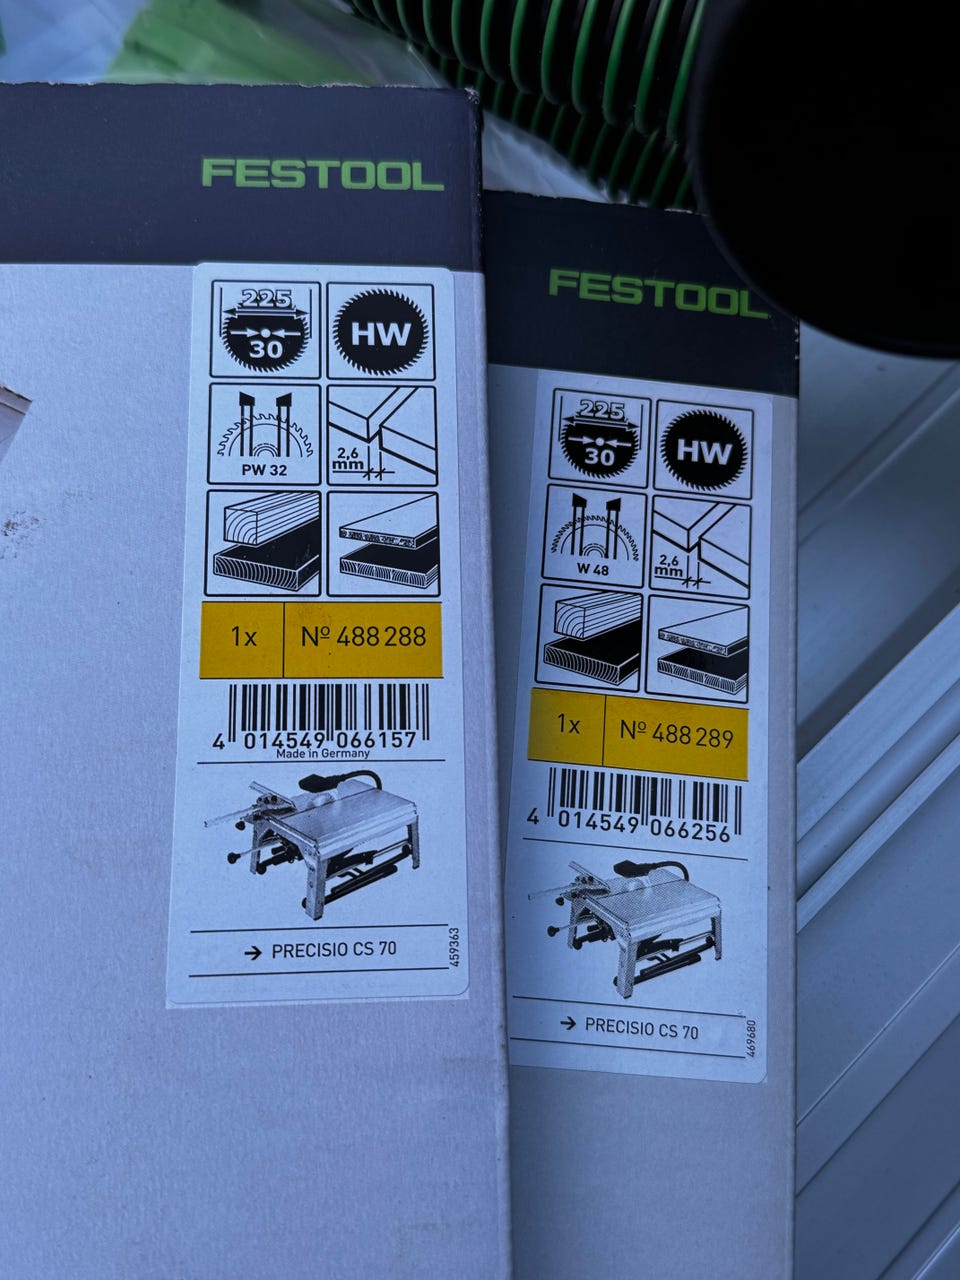 FESTOOL
225
30
HW
PW 32
2,6
mm
1x
Nº 488 288
4 014549 066157
Made in Germany
→ PRECISIO CS 70
459363
FESTOOL
225
30
HW
W 48
2,6
mm
1x
Nº 488 289
4 014549 066256
→ PRECISIO CS 70
469680